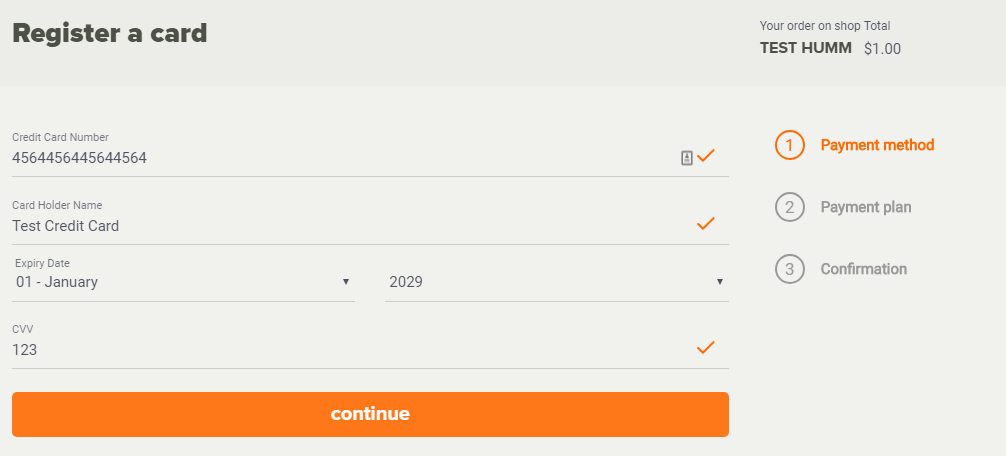 Register a card
Your order on shop Total
TEST HUMM $1.00
Credit Card Number
4564456445644564
Card Holder Name
Test Credit Card
Expiry Date
01 - January
2029
CVV
123
continue
1 Payment method
2 Payment plan
3 Confirmation